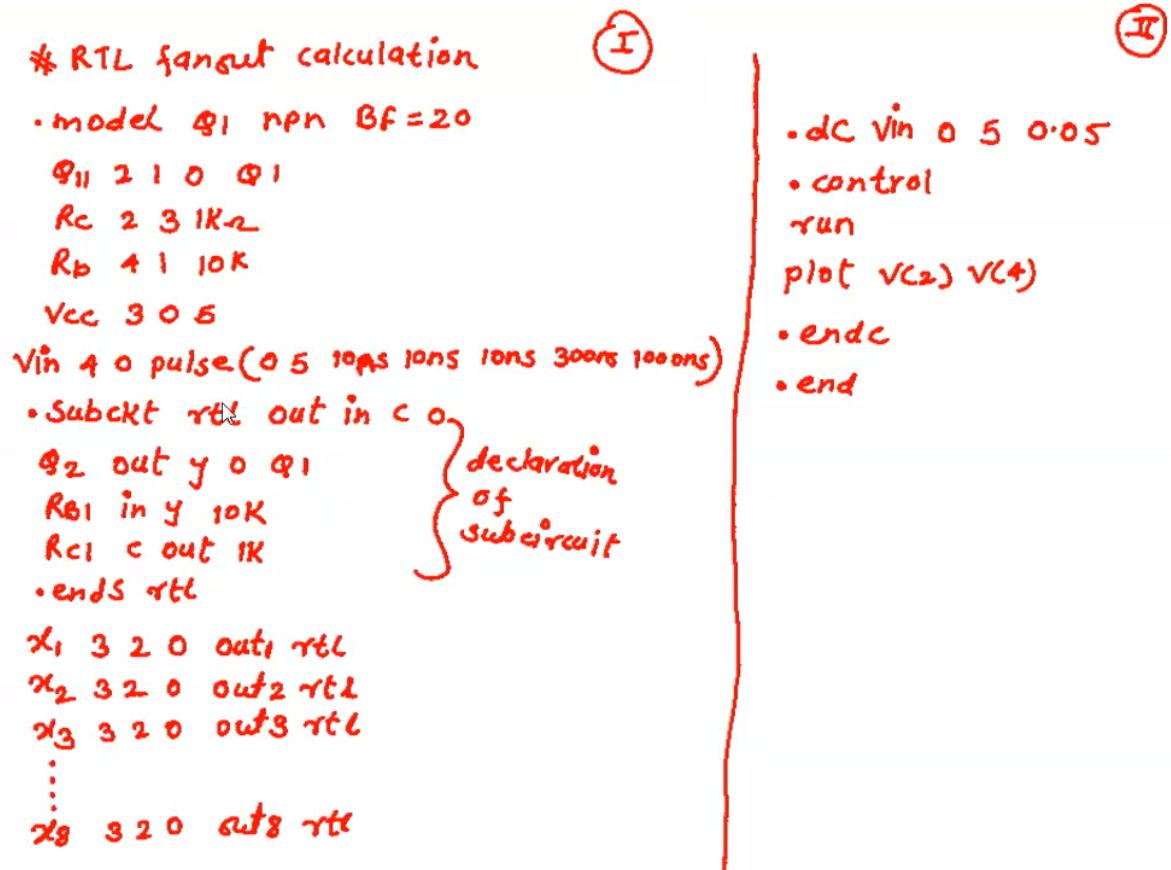 I
* RTL fanout calculation
.model Q1 npn Bf=20
Q11 2 1 0 Q1
Rc 2 3 1KΩ
Rb 4 1 10K
Vcc 3 0 5
Vin 4 0 pulse(0 5 10ns 10ns 10ns 300ns 1000ns)
.subckt rtl out in c 0
Q2 out y 0 Q1
RB1 in y 10K
Rc1 c out 1K
.ends rtl
declaration
of
subcircuit
x1 3 2 0 out1 rtl
x2 3 2 0 out2 rtl
x3 3 2 0 out3 rtl
x8 3 2 0 out8 rtl
II
.dc Vin 0 5 0.05
.control
run
plot V(2) V(4)
.endc
.end